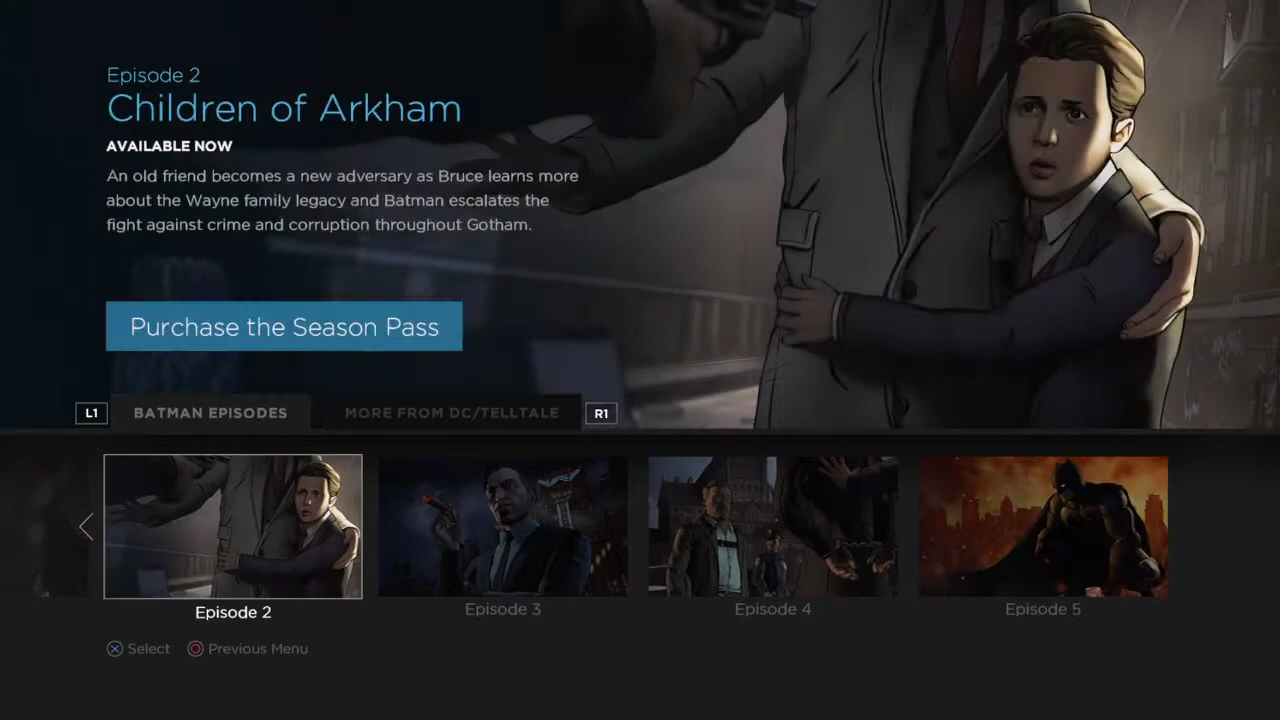 Episode 2
Children of Arkham
AVAILABLE NOW
An old friend becomes a new adversary as Bruce learns more
about the Wayne family legacy and Batman escalates the
fight against crime and corruption throughout Gotham.
Purchase the Season Pass
L1 BATMAN EPISODES MORE FROM DC/TELLTALE R1
Episode 2 Episode 3 Episode 4 Episode 5
Select Previous Menu